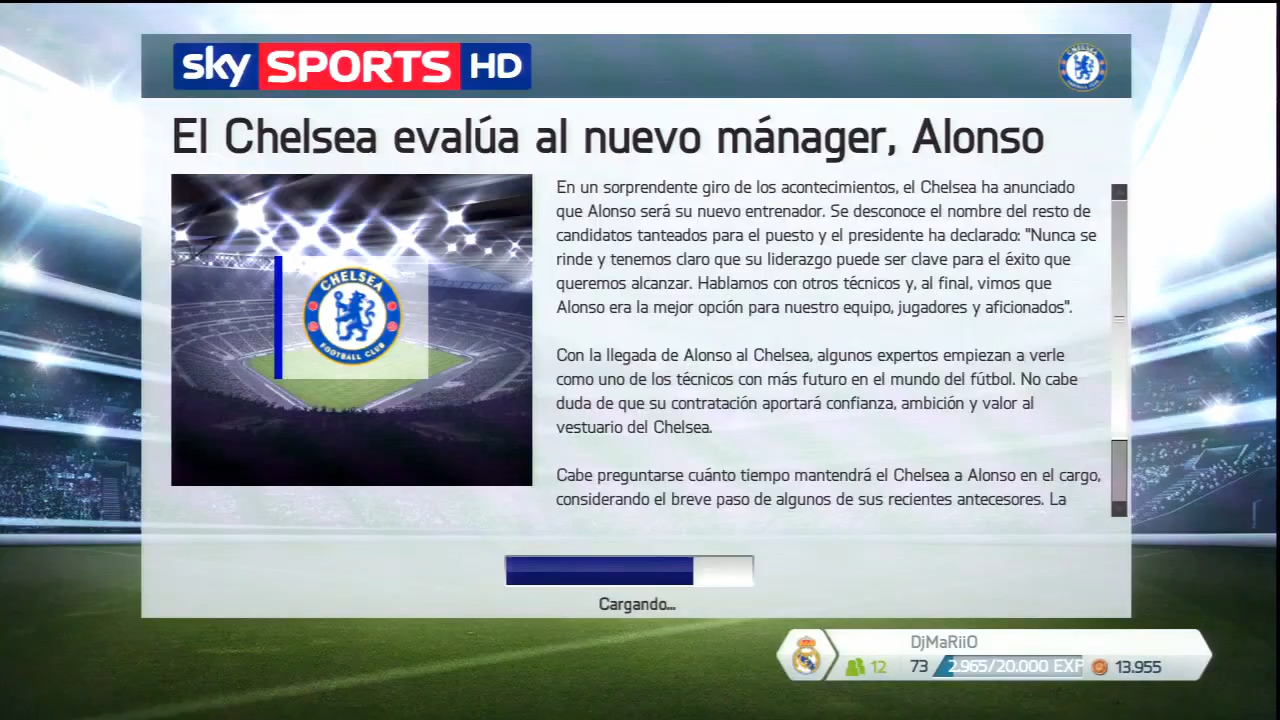 sky SPORTS HD
CHELSEA
FOOTBALL CLUB
El Chelsea evalúa al nuevo mánager, Alonso
CHELSEA
FOOTBALL CLUB
En un sorprendente giro de los acontecimientos, el Chelsea ha anunciado
que Alonso será su nuevo entrenador. Se desconoce el nombre del resto de
candidatos tanteados para el puesto y el presidente ha declarado: "Nunca se
rinde y tenemos claro que su liderazgo puede ser clave para el éxito que
queremos alcanzar. Hablamos con otros técnicos y, al final, vimos que
Alonso era la mejor opción para nuestro equipo, jugadores y aficionados".
Con la llegada de Alonso al Chelsea, algunos expertos empiezan a verle
como uno de los técnicos con más futuro en el mundo del fútbol. No cabe
duda de que su contratación aportará confianza, ambición y valor al
vestuario del Chelsea.
Cabe preguntarse cuánto tiempo mantendrá el Chelsea a Alonso en el cargo,
considerando el breve paso de algunos de sus recientes antecesores. La
Cargando...
DjMaRiiO
12 73 2.965/20.000 EXP 13.955